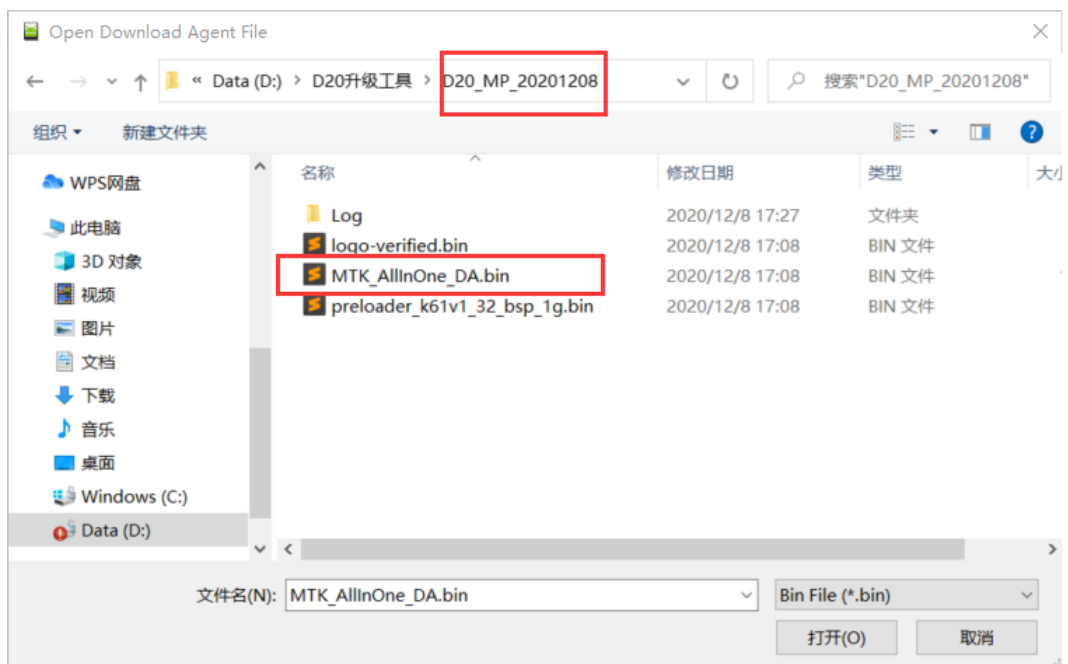 Open Download Agent File
« Data (D:) > D20升级工具 > D20_MP_20201208
搜索"D20_MP_20201208"
组织 新建文件夹
名称 修改日期 类型 大小
WPS网盘
此电脑
3D 对象
视频
图片
文档
下载
音乐
桌面
Windows (C:)
Data (D:)
Log 2020/12/8 17:27 文件夹
logo-verified.bin 2020/12/8 17:08 BIN 文件
MTK_AllInOne_DA.bin 2020/12/8 17:08 BIN 文件
preloader_k61v1_32_bsp_1g.bin 2020/12/8 17:08 BIN 文件
文件名(N): MTK_AllInOne_DA.bin Bin File (*.bin)
打开(O) 取消